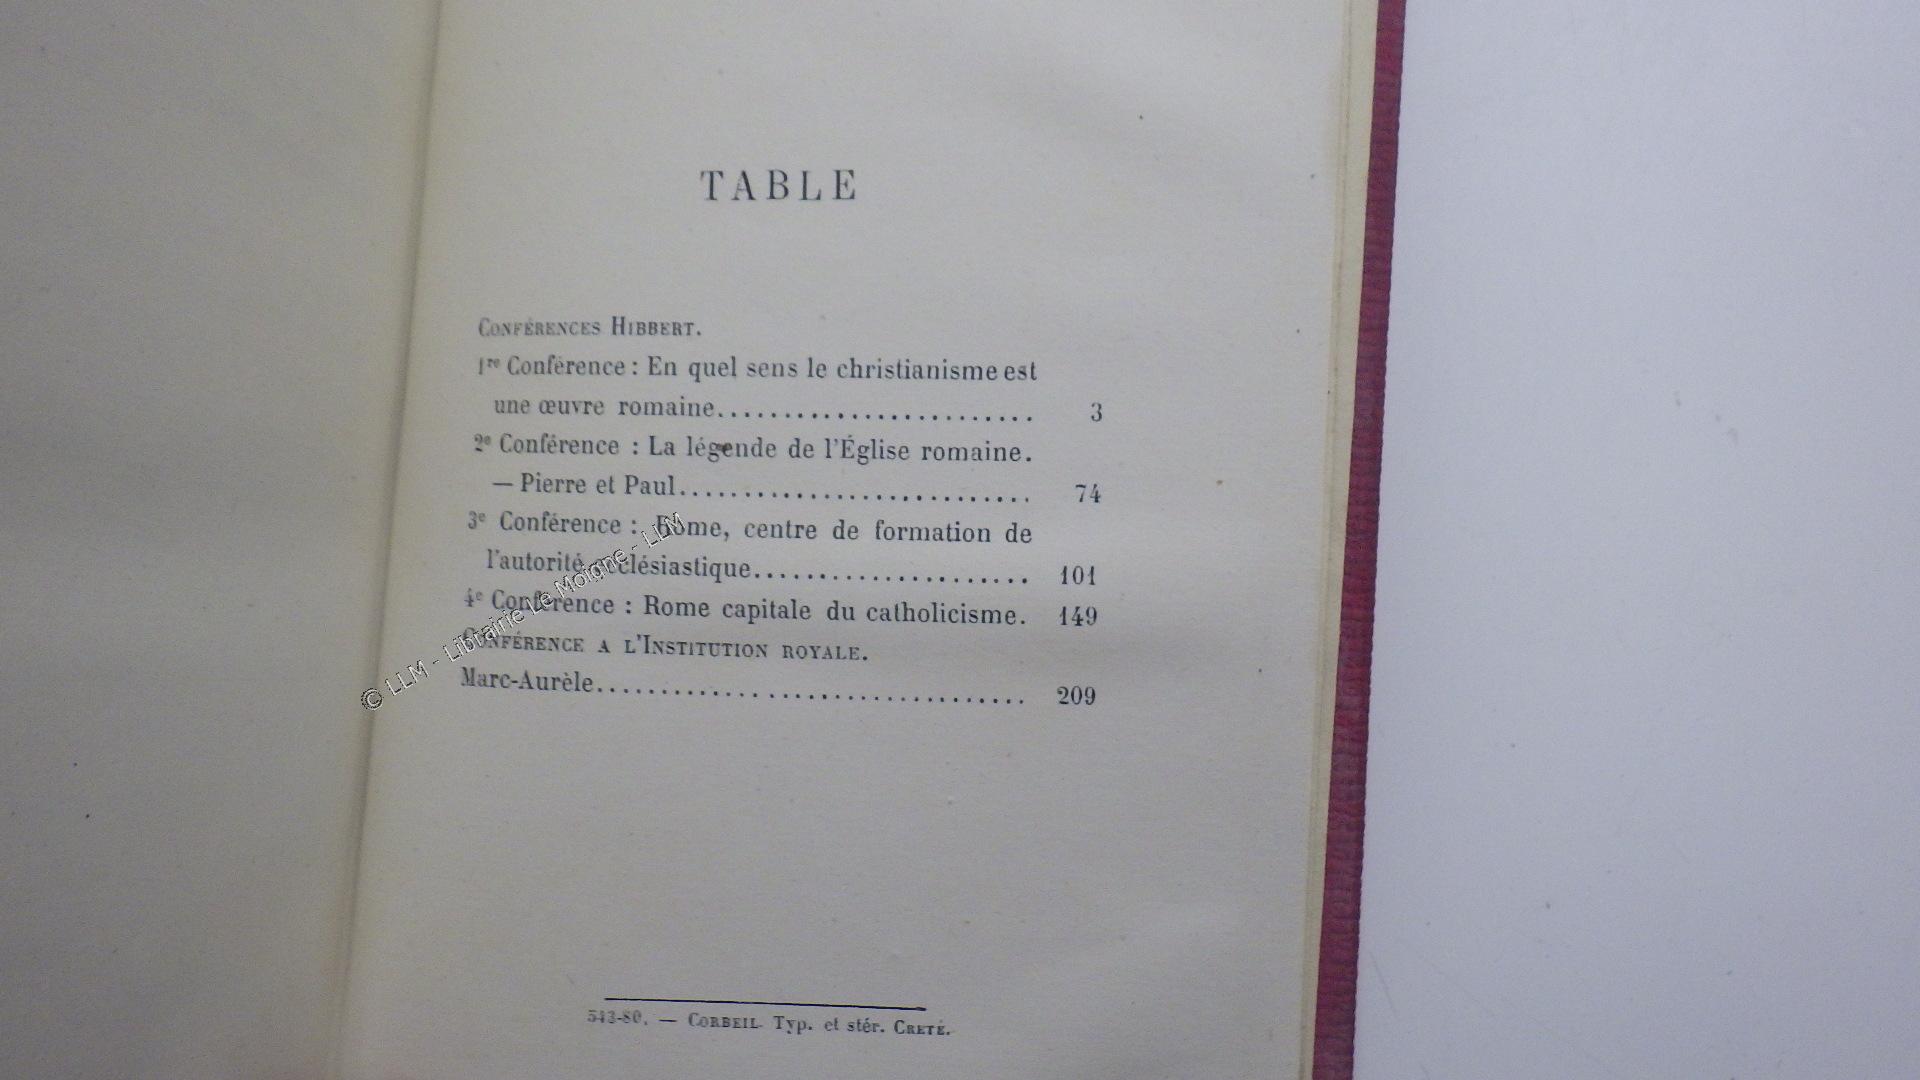 TABLE
CONFÉRENCES HIBBERT.
1re Conférence : En quel sens le christianisme est
une œuvre romaine........................ 3
2e Conférence : La légende de l'Église romaine.
— Pierre et Paul........................... 74
3e Conférence : Rome, centre de formation de
l'autorité ecclésiastique..................... 101
4e Conférence : Rome capitale du catholicisme. 149
CONFÉRENCE A L'INSTITUTION ROYALE.
Marc-Aurèle................................. 209
543-80. — CORBEIL. Typ. et stér. CRETÉ.
© LLM - Librairie Le Moigne - LLM